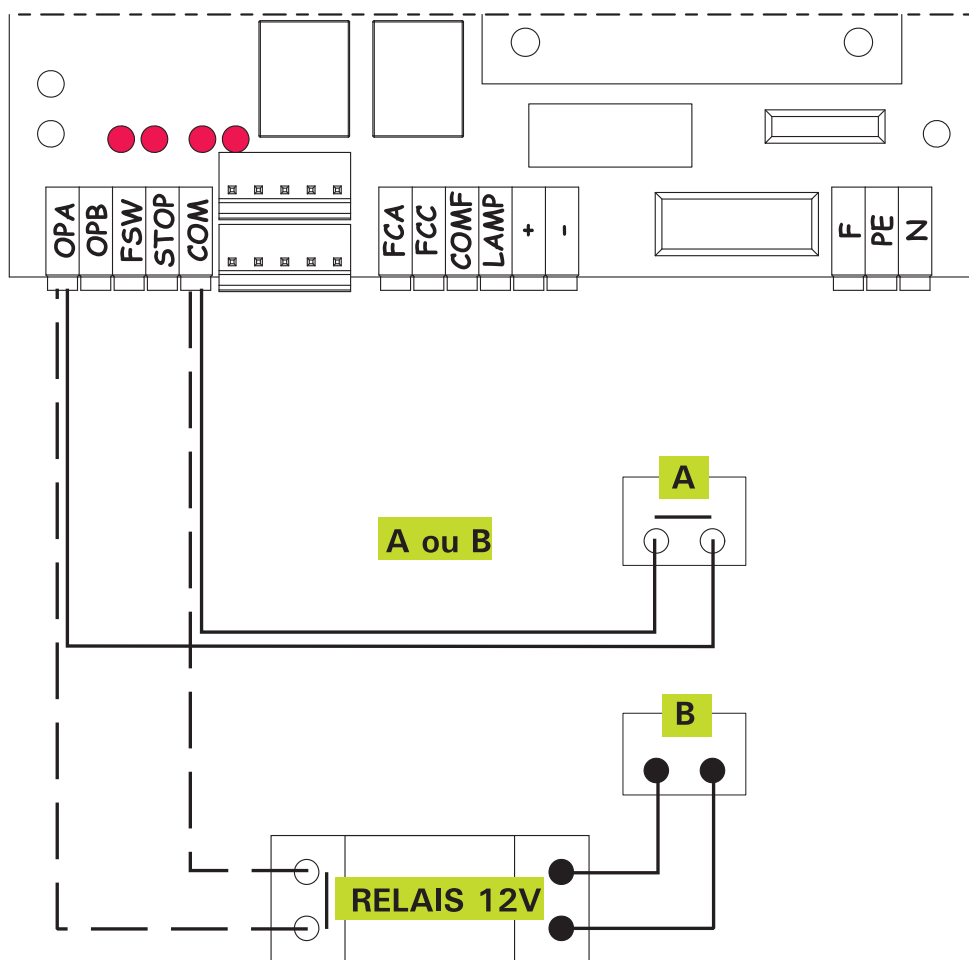 OPA OPB FSW STOP COM FCA FCC COMF LAMP + - F PE N
A
A ou B
B
RELAIS 12V